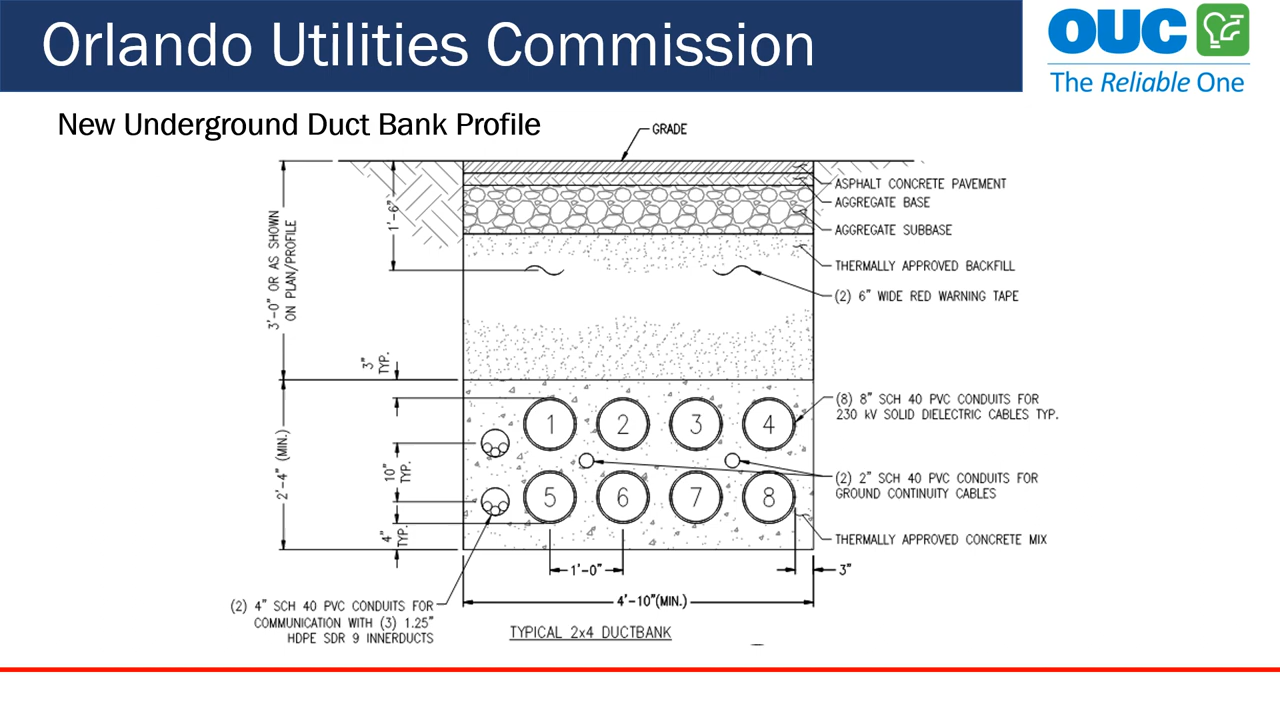 Orlando Utilities Commission
OUC
The Reliable One
New Underground Duct Bank Profile
GRADE
ASPHALT CONCRETE PAVEMENT
AGGREGATE BASE
AGGREGATE SUBBASE
THERMALLY APPROVED BACKFILL
(2) 6" WIDE RED WARNING TAPE
1'-6"
3'-0" OR AS SHOWN
ON PLAN/PROFILE
3"
TYP.
(8) 8" SCH 40 PVC CONDUITS FOR
230 kV SOLID DIELECTRIC CABLES TYP.
1 2 3 4
2'-4" (MIN.)
10"
TYP.
(2) 2" SCH 40 PVC CONDUITS FOR
GROUND CONTINUITY CABLES
5 6 7 8
4"
TYP.
THERMALLY APPROVED CONCRETE MIX
1'-0"
3"
4'-10"(MIN.)
(2) 4" SCH 40 PVC CONDUITS FOR
COMMUNICATION WITH (3) 1.25"
HDPE SDR 9 INNERDUCTS
TYPICAL 2x4 DUCTBANK